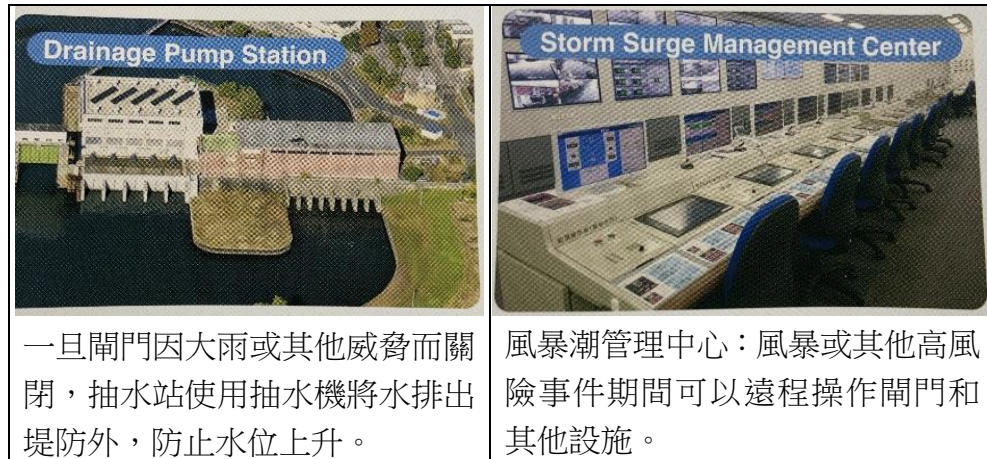 Drainage Pump Station
一旦閘門因大雨或其他威脅而關
閉，抽水站使用抽水機將水排出
堤防外，防止水位上升。
Storm Surge Management Center
風暴潮管理中心：風暴或其他高風
險事件期間可以遠程操作閘門和
其他設施。